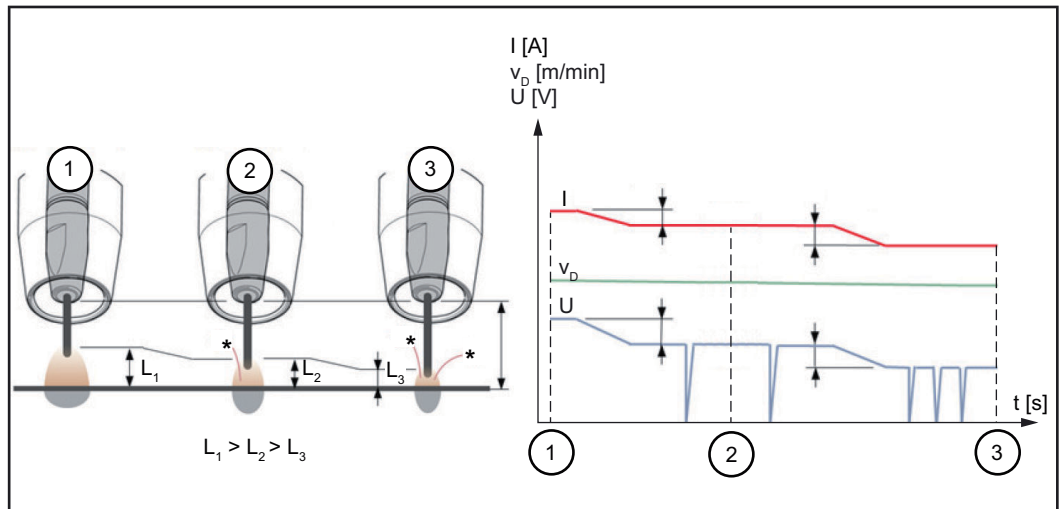 I [A]
v_D [m/min]
U [V]
1
2
3
I
v_D
U
*
*
*
L_1
L_2
L_3
t [s]
L_1 > L_2 > L_3
1
2
3